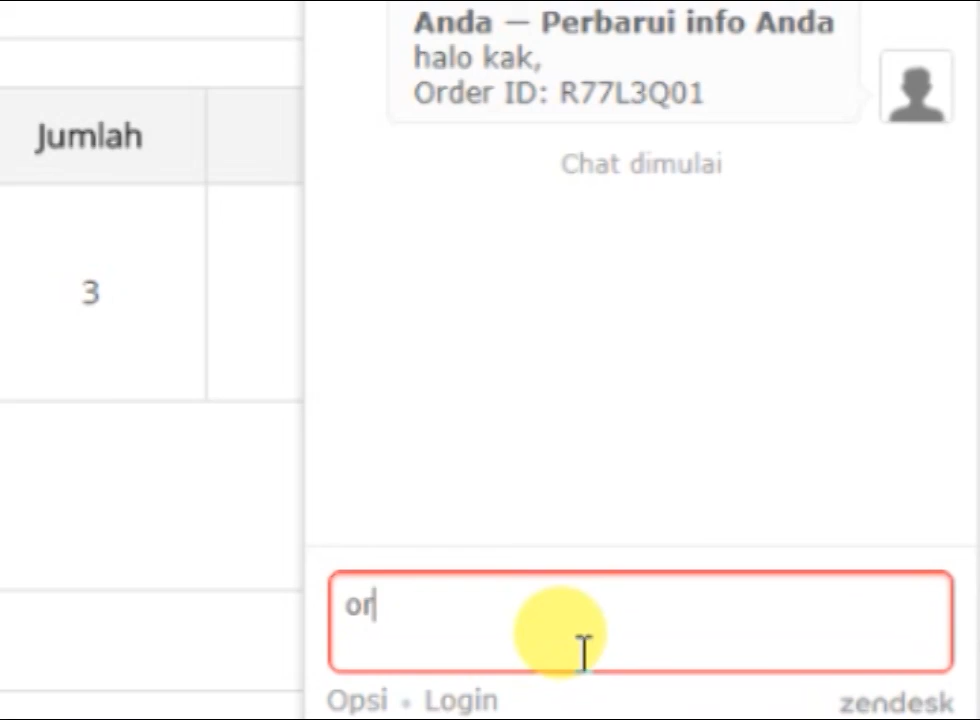 Anda — Perbarui info Anda
halo kak,
Order ID: R77L3Q01
Chat dimulai
Jumlah
3
or
Opsi • Login
zendesk